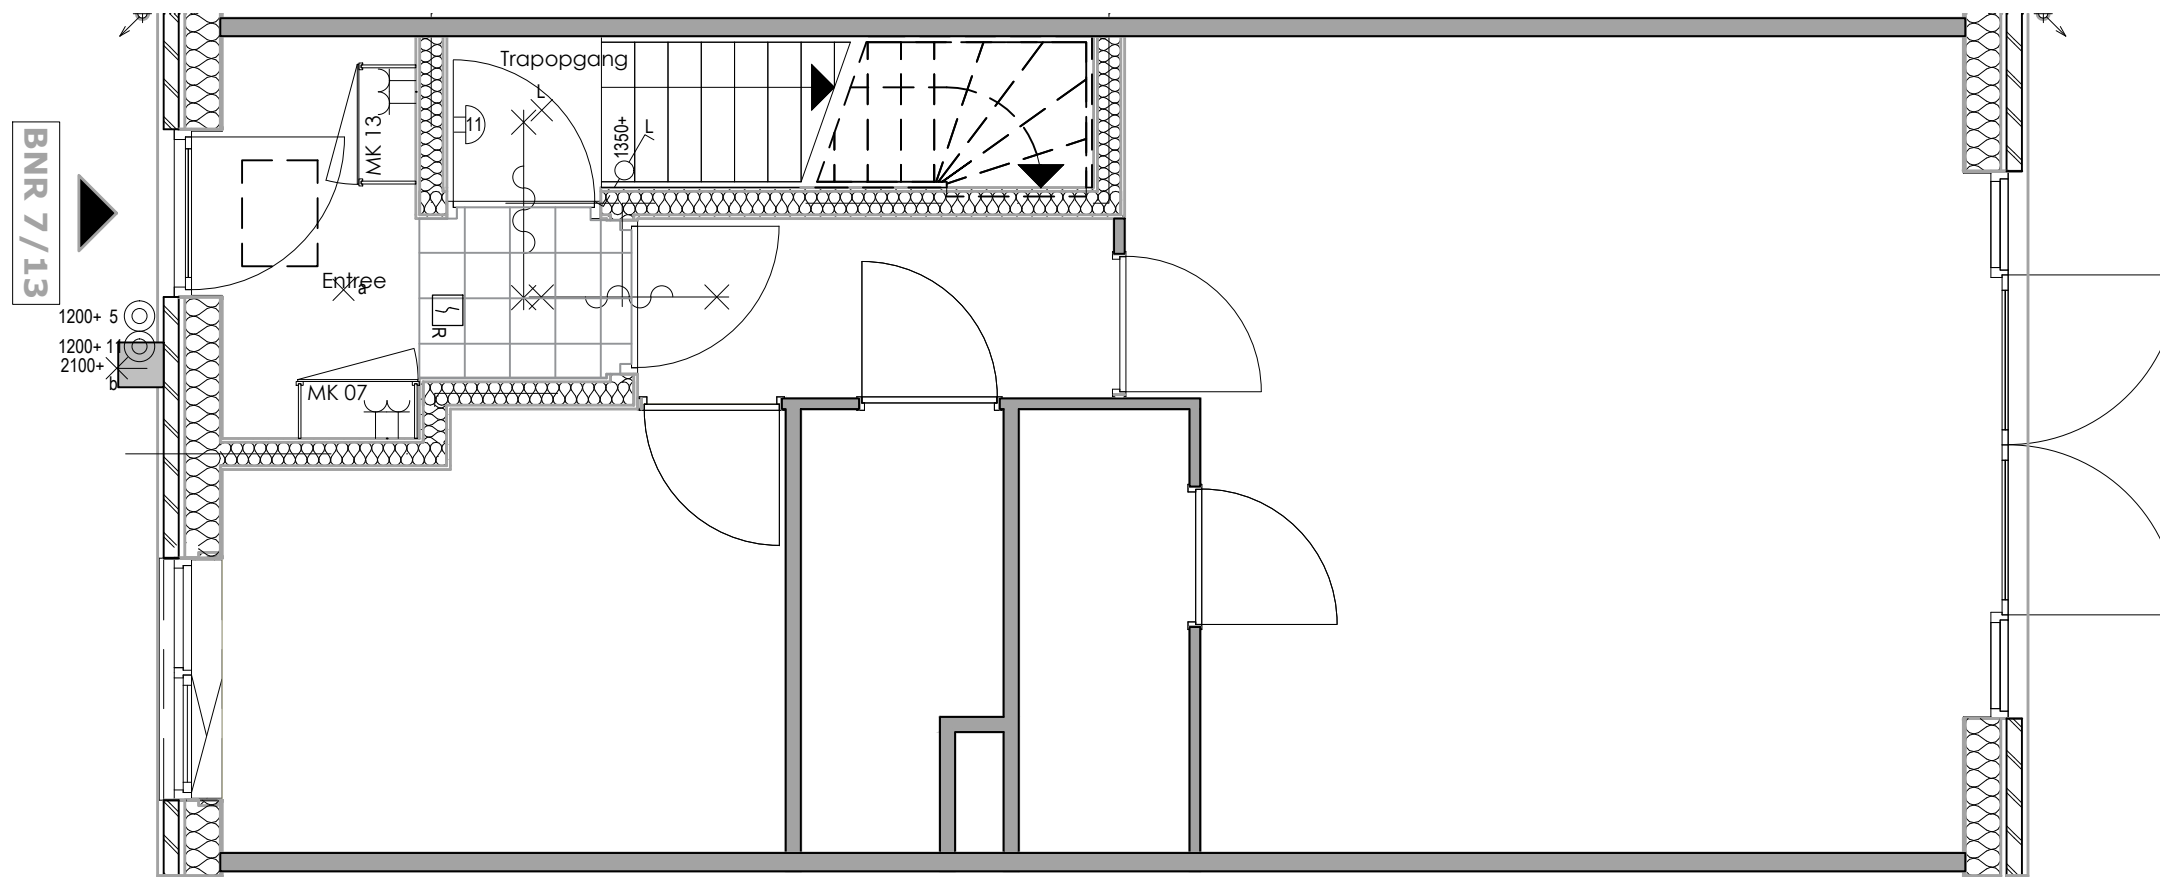 Trapopgang
L
MK 13
11
1350+
L
BNR 7/13
Entree
a
R
1200+ 5
1200+ 11
2100+
b
MK 07